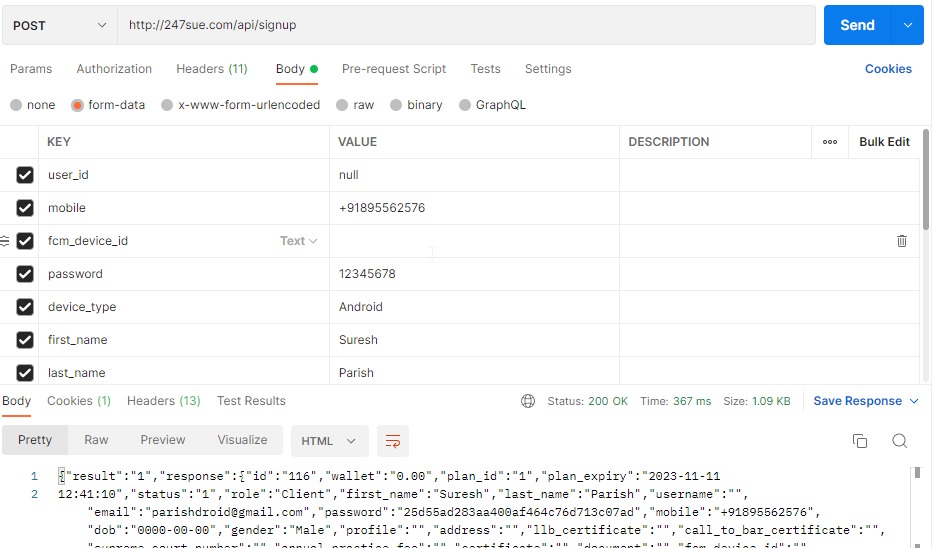 POST http://247sue.com/api/signup Send
Params Authorization Headers (11) Body Pre-request Script Tests Settings Cookies
none form-data x-www-form-urlencoded raw binary GraphQL
KEY VALUE DESCRIPTION ooo Bulk Edit
user_id null
mobile +91895562576
fcm_device_id Text
password 12345678
device_type Android
first_name Suresh
last_name Parish
Body Cookies (1) Headers (13) Test Results Status: 200 OK Time: 367 ms Size: 1.09 KB Save Response
Pretty Raw Preview Visualize HTML
1 {"result":"1","response":{"id":"116","wallet":"0.00","plan_id":"1","plan_expiry":"2023-11-11
2 12:41:10","status":"1","role":"Client","first_name":"Suresh","last_name":"Parish","username":"",
"email":"parishdroid@gmail.com","password":"25d55ad283aa400af464c76d713c07ad","mobile":"+91895562576",
"dob":"0000-00-00","gender":"Male","profile":"","address":"","llb_certificate":"","call_to_bar_certificate":"",
"supreme_court_number":"","annual_practice_fee":"","certificate":"","document":"","fcm_device_id":"",